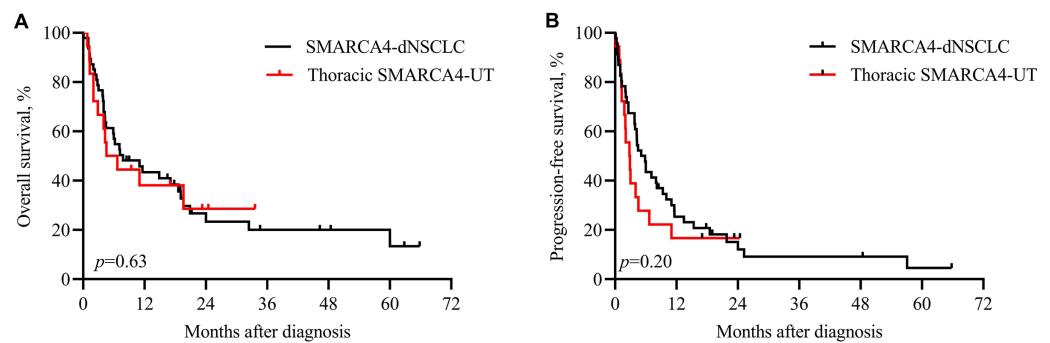 A
Overall survival, %
100
80
60
40
20
0
SMARCA4-dNSCLC
Thoracic SMARCA4-UT
p=0.63
0 12 24 36 48 60 72
Months after diagnosis
B
Progression-free survival, %
100
80
60
40
20
0
SMARCA4-dNSCLC
Thoracic SMARCA4-UT
p=0.20
0 12 24 36 48 60 72
Months after diagnosis